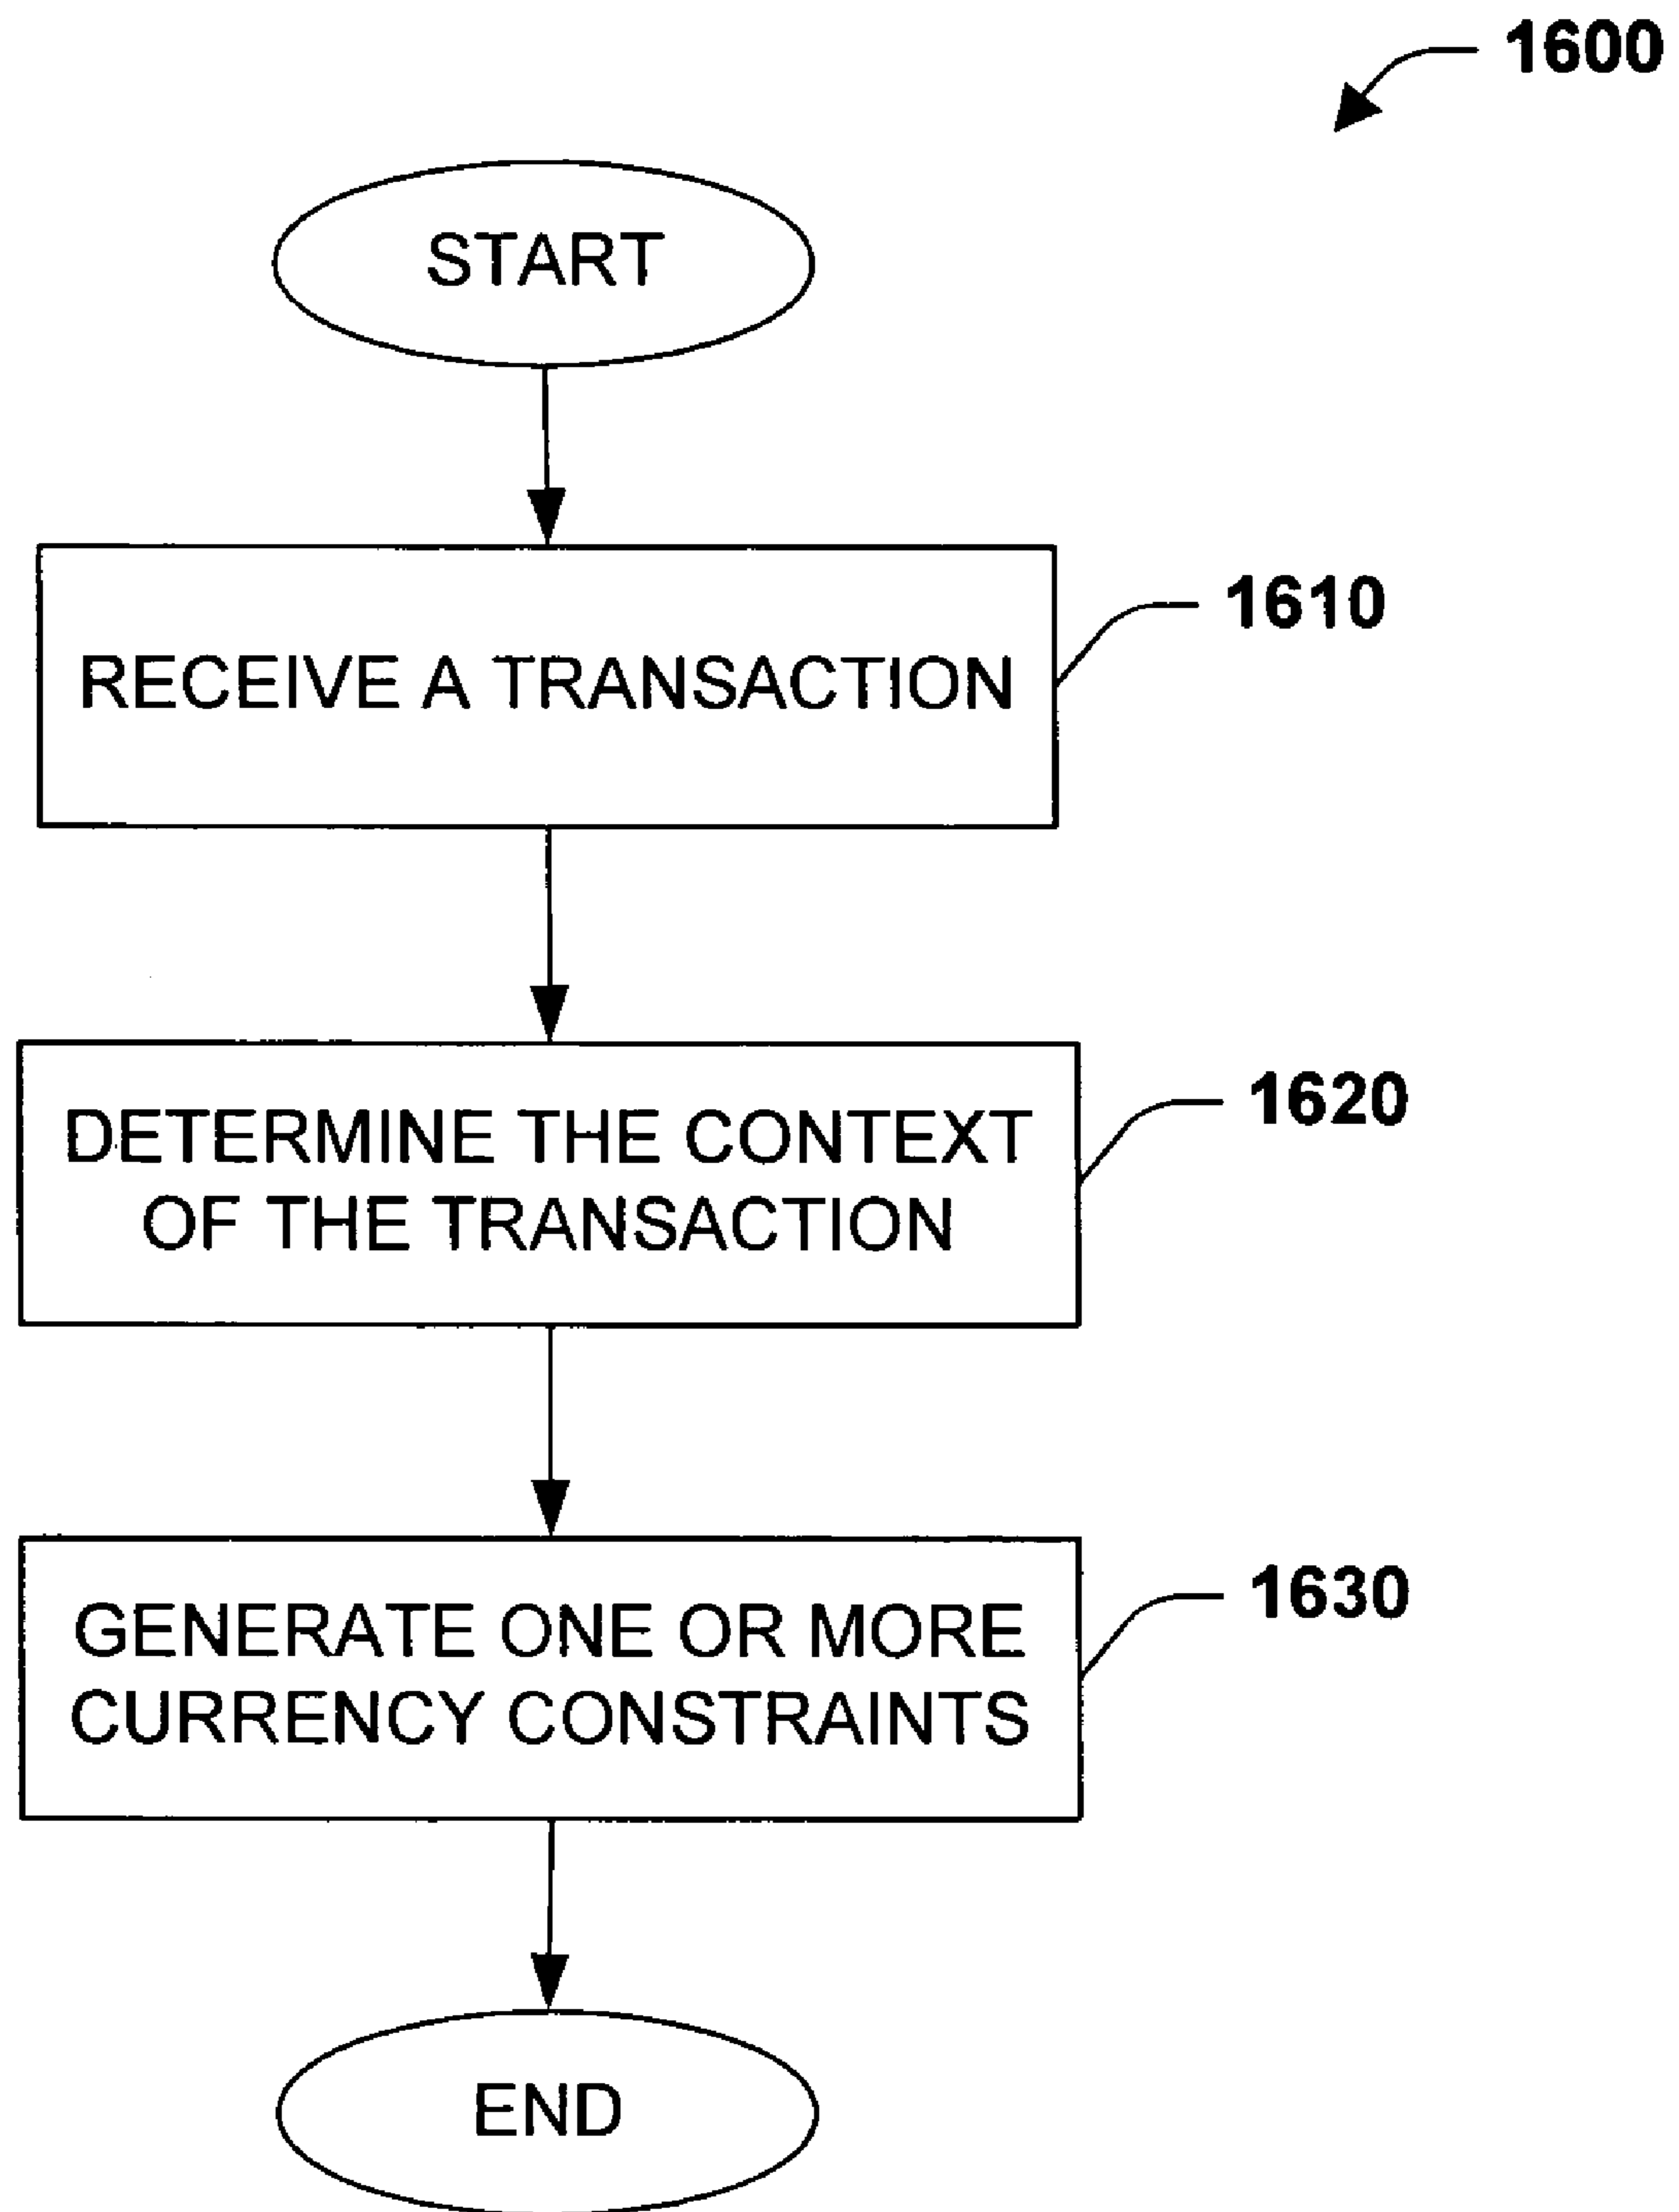 1600
START
RECEIVE A TRANSACTION
1610
DETERMINE THE CONTEXT
OF THE TRANSACTION
1620
GENERATE ONE OR MORE
CURRENCY CONSTRAINTS
1630
END